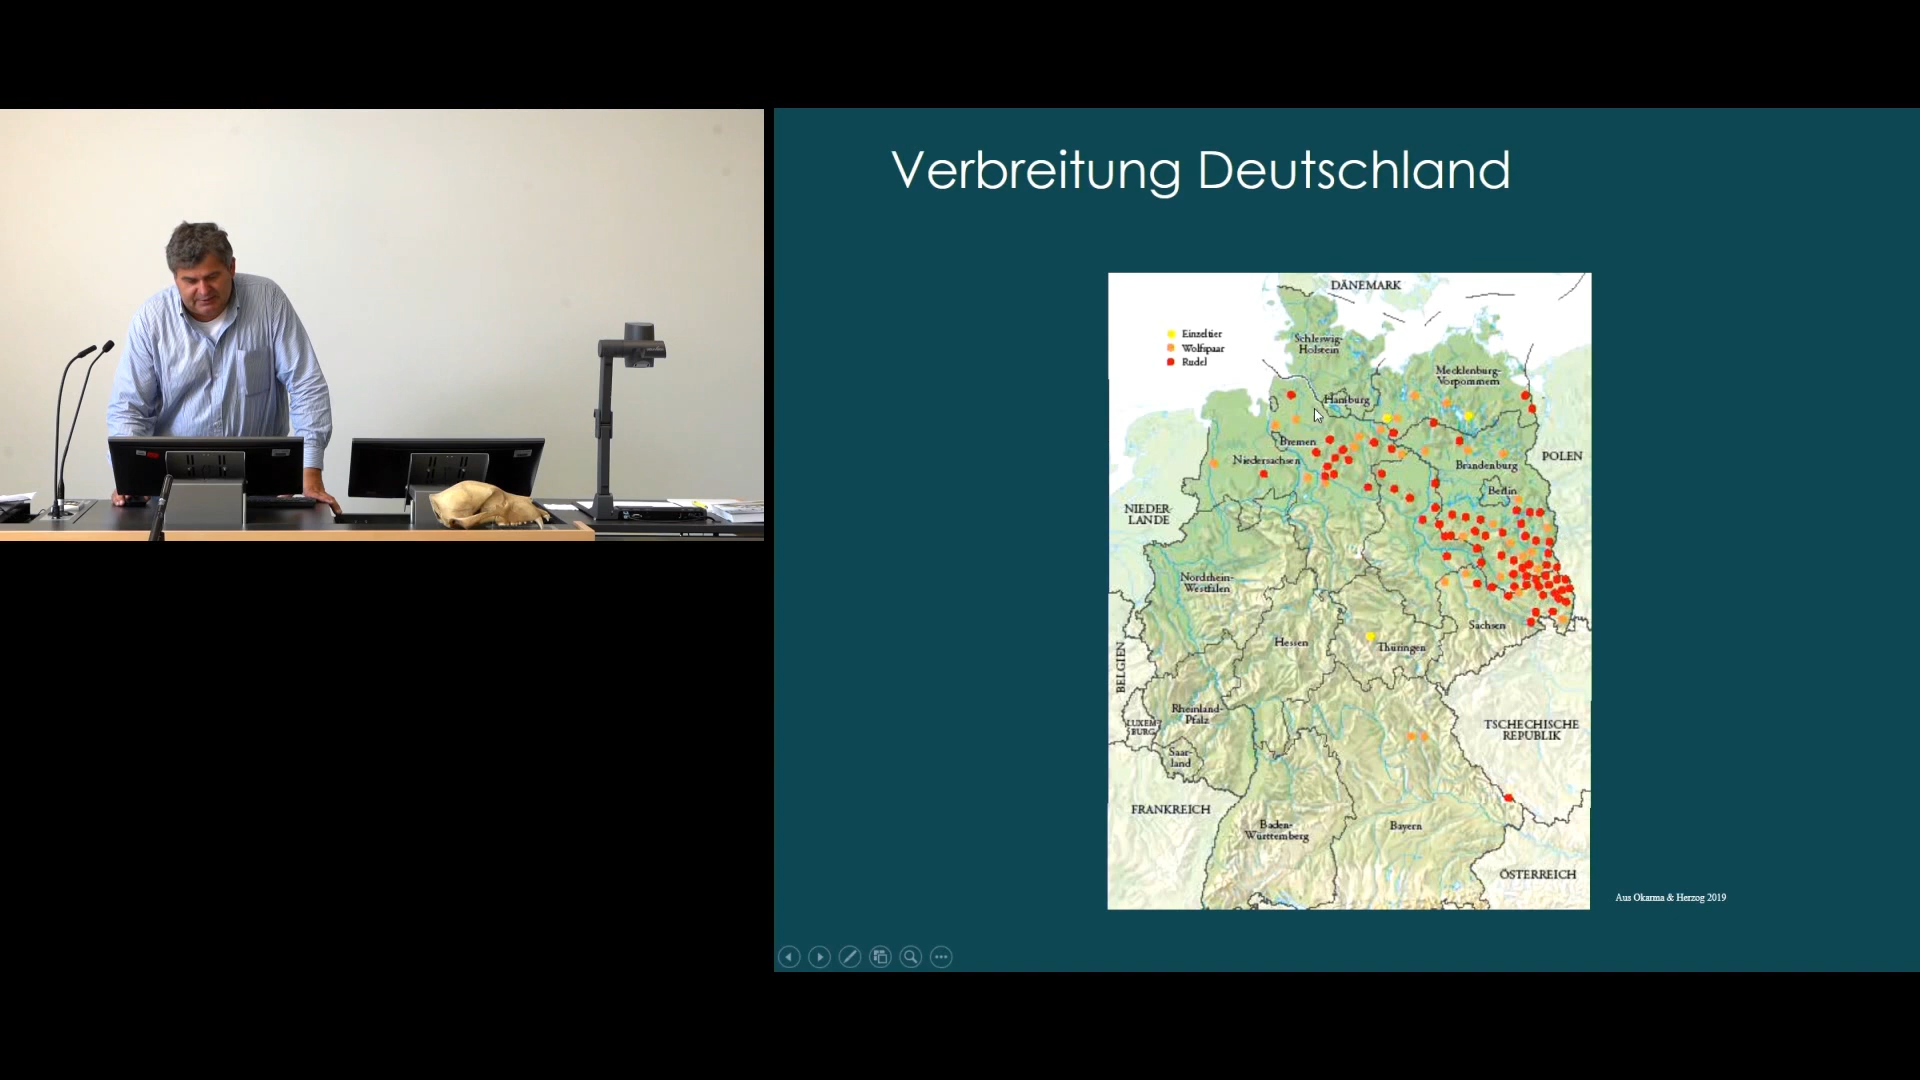 Verbreitung Deutschland
DÄNEMARK
Einzeltier
Wolfspaar
Rudel
Schleswig-
Holstein
Mecklenburg-
Vorpommern
Hamburg
Bremen
Niedersachsen
Brandenburg
POLEN
Berlin
NIEDER-
LANDE
Nordrhein-
Westfalen
Sachsen
Hessen
Thüringen
BELGIEN
Rheinland-
Pfalz
LUXEM-
BURG
TSCHECHISCHE
REPUBLIK
Saar-
land
FRANKREICH
Baden-
Württemberg
Bayern
ÖSTERREICH
Aus Okarma & Herzog 2019